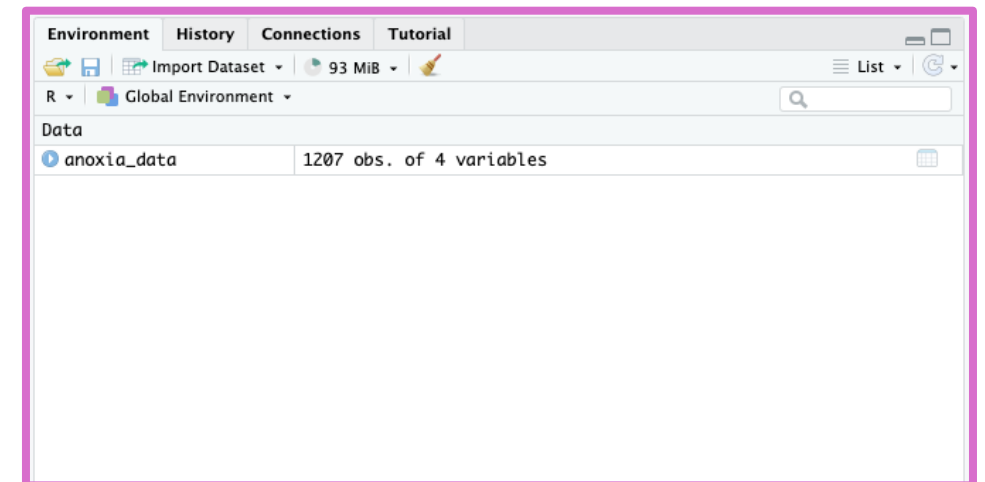 Environment History Connections Tutorial
Import Dataset 93 MiB List
R Global Environment
Data
anoxia_data 1207 obs. of 4 variables